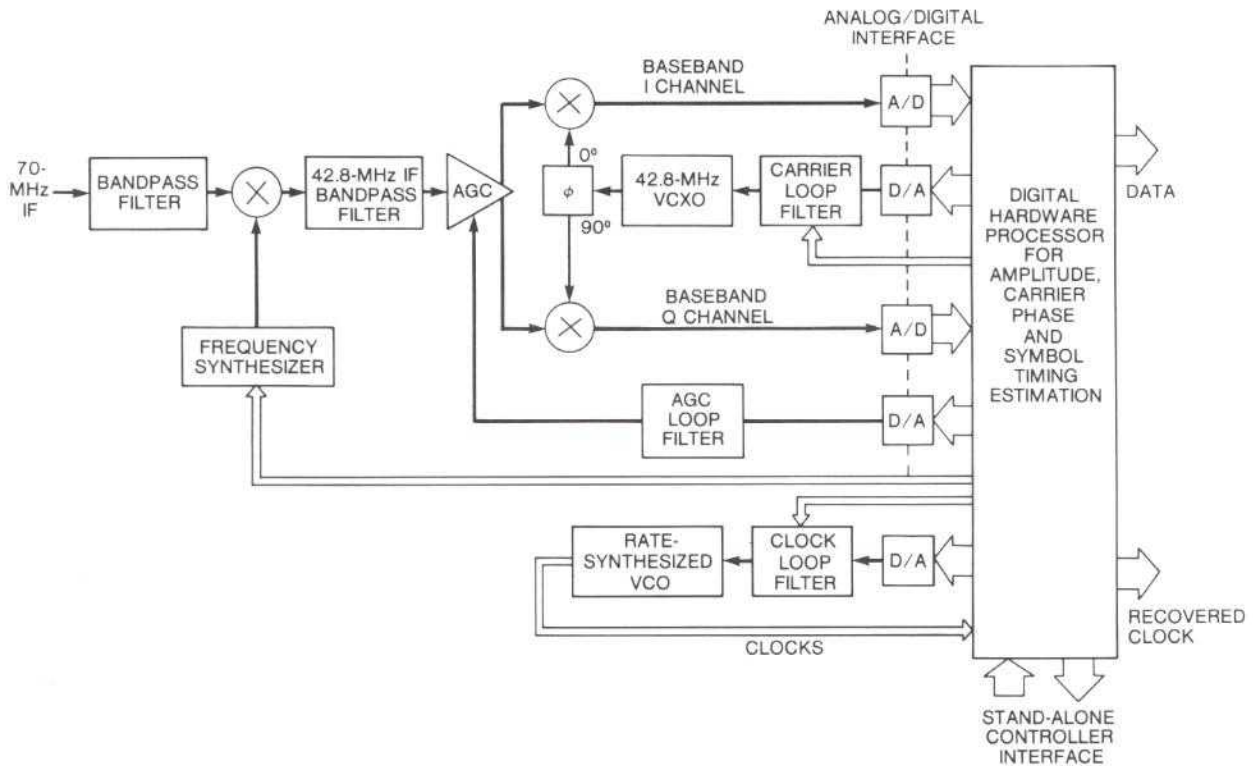 ANALOG/DIGITAL
INTERFACE
BASEBAND
I CHANNEL
A/D
70-
MHz
IF
BANDPASS
FILTER
42.8-MHz IF
BANDPASS
FILTER
AGC
0°
ϕ
90°
42.8-MHz
VCXO
CARRIER
LOOP
FILTER
D/A
DATA
DIGITAL
HARDWARE
PROCESSOR
FOR
AMPLITUDE,
CARRIER
PHASE
AND
SYMBOL
TIMING
ESTIMATION
BASEBAND
Q CHANNEL
A/D
FREQUENCY
SYNTHESIZER
AGC
LOOP
FILTER
D/A
RATE-
SYNTHESIZED
VCO
CLOCK
LOOP
FILTER
D/A
CLOCKS
RECOVERED
CLOCK
STAND-ALONE
CONTROLLER
INTERFACE